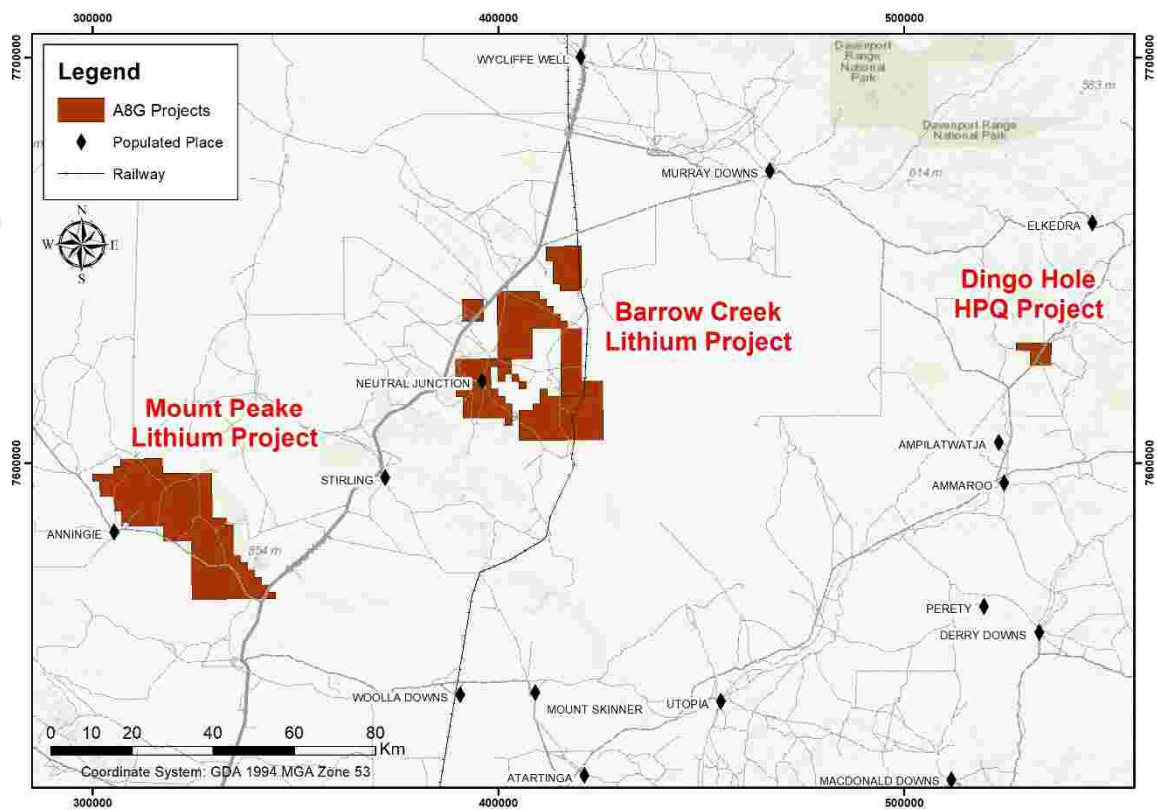 300000
400000
500000
7700000
7700000
7600000
7600000
Legend
A8G Projects
Populated Place
Railway
N
W E
S
WYCLIFFE WELL
Davenport
Range
National
Park
583 m
Davenport Range
National Park
MURRAY DOWNS
614 m
ELKEDRA
m
Dingo Hole
HPQ Project
Barrow Creek
Lithium Project
NEUTRAL JUNCTION
Mount Peake
Lithium Project
STIRLING
AMPILATWATJA
AMMAROO
ANNINGIE
854 m
PERETY
DERRY DOWNS
WOOLLA DOWNS
MOUNT SKINNER
UTOPIA
0 10 20 40 60 80
Km
Coordinate System: GDA 1994 MGA Zone 53
ATARTINGA
MACDONALD DOWNS
300000
400000
500000